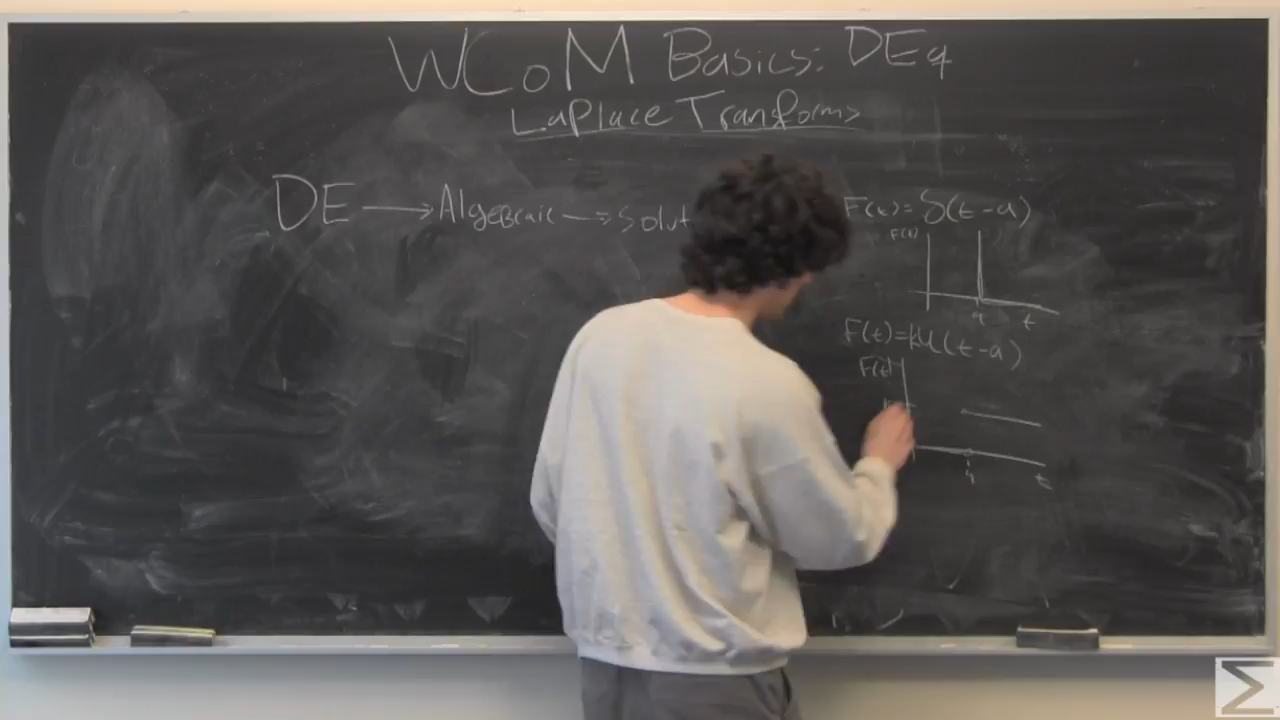 WCoM Basics: DEq
Laplace Transforms
DE → Algebraic → Solut
F(t)= δ(t-a)
F(t)
a
t
F(t)=kU(t-a)
F(t)
k
a
t
Σ